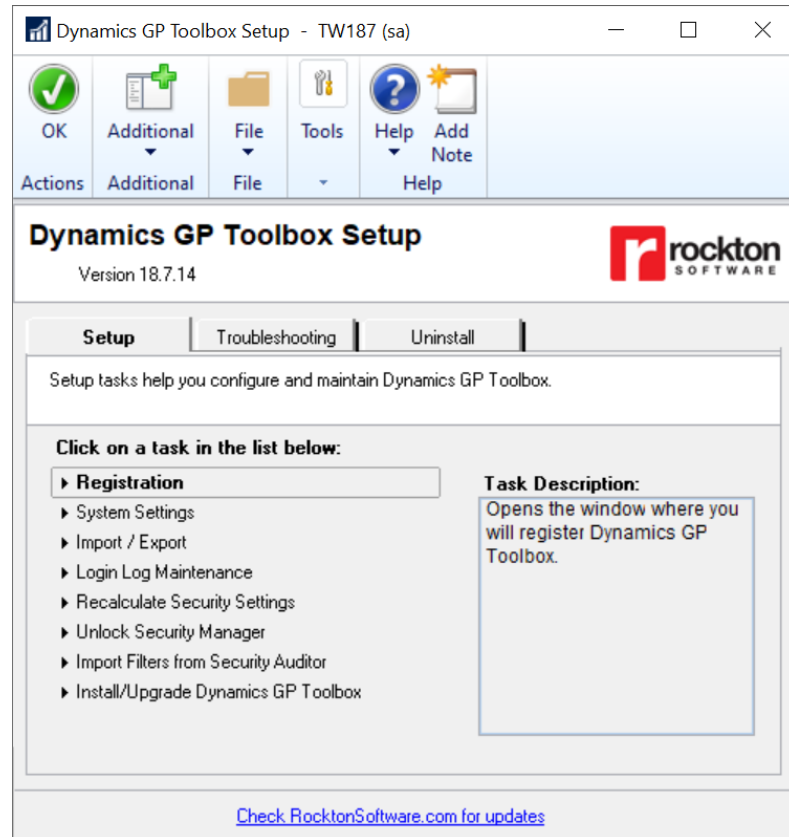 Dynamics GP Toolbox Setup - TW187 (sa)
OK
Additional
File
Tools
Help
Add Note
Actions
Additional
File
Help
Dynamics GP Toolbox Setup
Version 18.7.14
rockton
SOFTWARE
Setup
Troubleshooting
Uninstall
Setup tasks help you configure and maintain Dynamics GP Toolbox.
Click on a task in the list below:
Registration
System Settings
Import / Export
Login Log Maintenance
Recalculate Security Settings
Unlock Security Manager
Import Filters from Security Auditor
Install/Upgrade Dynamics GP Toolbox
Task Description:
Opens the window where you
will register Dynamics GP
Toolbox.
Check RocktonSoftware.com for updates